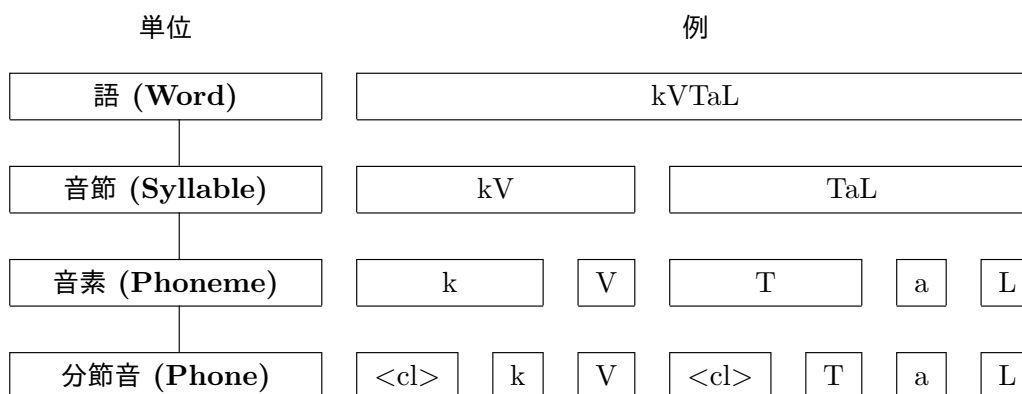 単位 例
語 (Word) kVTaL
音節 (Syllable) kV TaL
音素 (Phoneme) k V T a L
分節音 (Phone) <cl> k V <cl> T a L